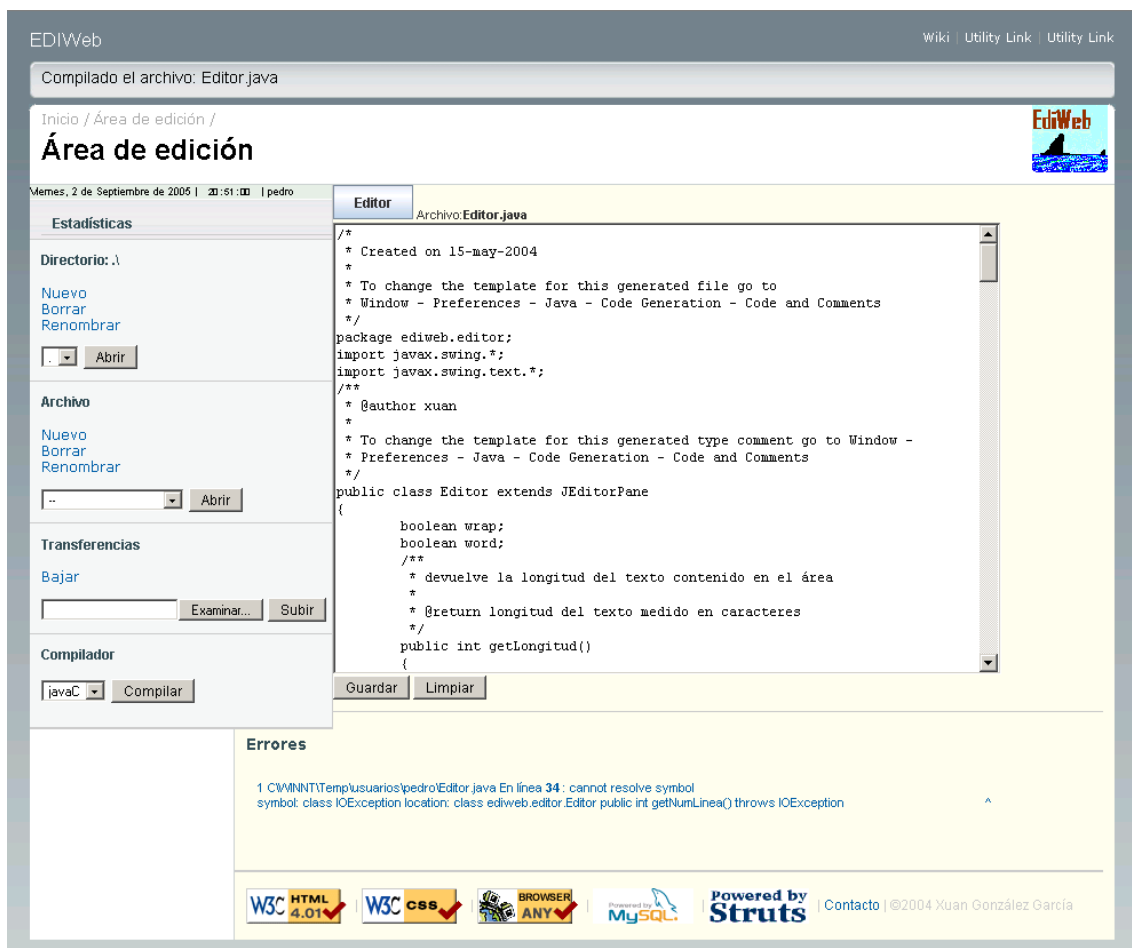 EDIWeb
Wiki | Utility Link | Utility Link
Compilado el archivo: Editor.java
Inicio / Área de edición /
Área de edición
EdiWeb
Viernes, 2 de Septiembre de 2005 | 20:51:00 | pedro
Estadísticas
Directorio: .\
Nuevo
Borrar
Renombrar
. Abrir
Archivo
Nuevo
Borrar
Renombrar
-- Abrir
Transferencias
Bajar
Examinar... Subir
Compilador
javaC Compilar
Editor
Archivo:Editor.java
/*
 * Created on 15-may-2004
 *
 * To change the template for this generated file go to
 * Window - Preferences - Java - Code Generation - Code and Comments
 */
package ediweb.editor;
import javax.swing.*;
import javax.swing.text.*;
/**
 * @author xuan
 *
 * To change the template for this generated type comment go to Window -
 * Preferences - Java - Code Generation - Code and Comments
 */
public class Editor extends JEditorPane
{
        boolean wrap;
        boolean word;
        /**
         * devuelve la longitud del texto contenido en el área
         *
         * @return longitud del texto medido en caracteres
         */
        public int getLongitud()
        {
Guardar Limpiar
Errores
1 C:\WINNT\Temp\usuarios\pedro\Editor.java En línea 34 : cannot resolve symbol
symbol: class IOException location: class ediweb.editor.Editor public int getNumLinea() throws IOException ^
W3C HTML 4.01 | W3C CSS | BROWSER ANY | Powered by MySQL. | Powered by Struts | Contacto | ©2004 Xuan González García